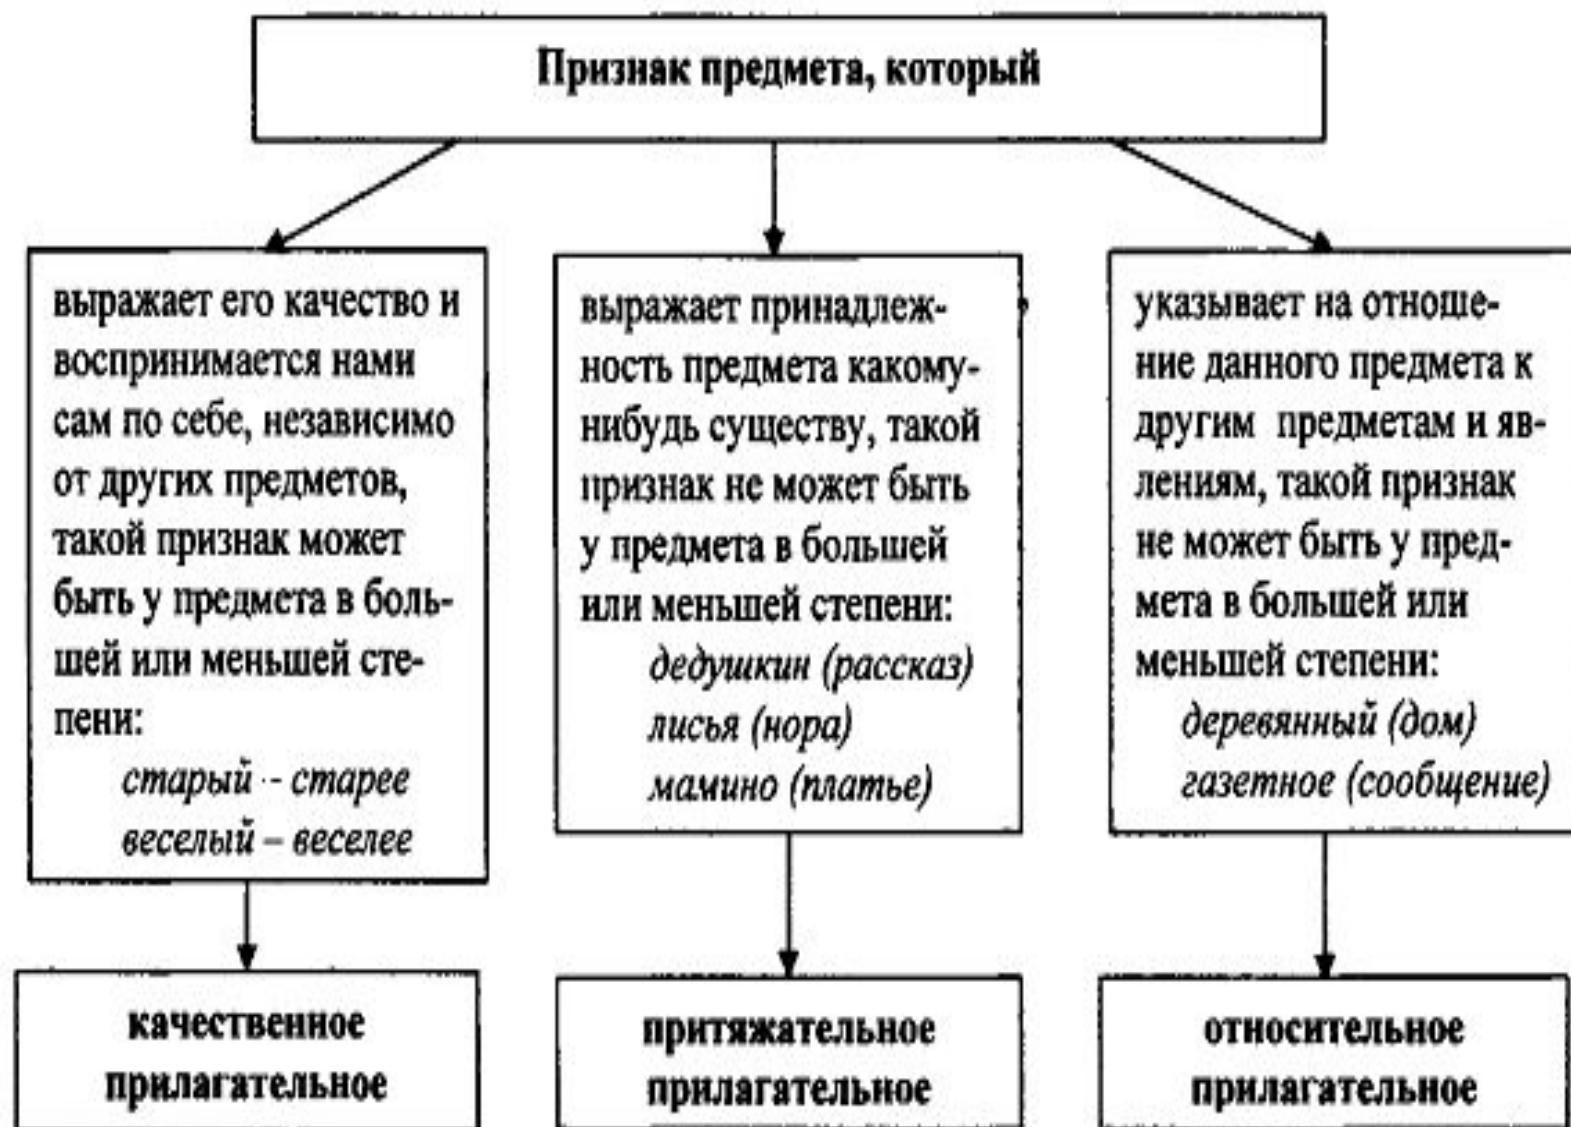 Признак предмета, который
выражает его качество и
воспринимается нами
сам по себе, независимо
от других предметов,
такой признак может
быть у предмета в боль-
шей или меньшей сте-
пени:
старый - старее
веселый – веселее
выражает принадлеж-
ность предмета какому-
нибудь существу, такой
признак не может быть
у предмета в большей
или меньшей степени:
дедушкин (рассказ)
лисья (нора)
мамино (платье)
указывает на отноше-
ние данного предмета к
другим предметам и яв-
лениям, такой признак
не может быть у пред-
мета в большей или
меньшей степени:
деревянный (дом)
газетное (сообщение)
качественное
прилагательное
притяжательное
прилагательное
относительное
прилагательное